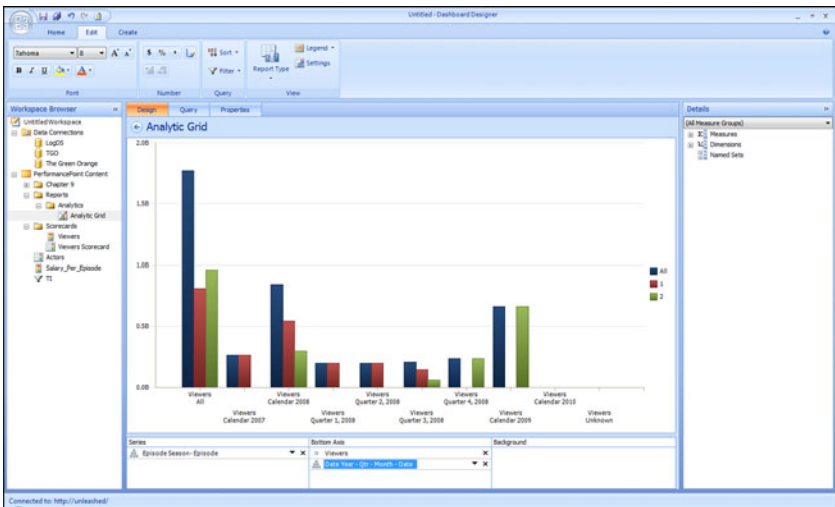 Untitled - Dashboard Designer
Home Edit Create
Tahoma 8 A A $ % Sort Legend
B I U A Filter Report Type Settings
Font Number Query View
Workspace Browser
Untitled Workspace
Data Connections
LogDS
TGO
The Green Orange
PerformancePoint Content
Chapter 9
Reports
Analytics
Analytic Grid
Scorecards
Viewers
Viewers Scorecard
Actors
Salary_Per_Episode
TI
Design Query Properties
Analytic Grid
2.0B
1.5B
1.0B
0.5B
0.0B
Viewers
All
Viewers
Calendar 2007
Viewers
Calendar 2008
Viewers
Quarter 1, 2008
Viewers
Quarter 2, 2008
Viewers
Quarter 3, 2008
Viewers
Quarter 4, 2008
Viewers
Calendar 2009
Viewers
Calendar 2010
Viewers
Unknown
All
1
2
Series
Episode Season-Episode
Bottom Axis
Viewers
Date Year - Qtr - Month - Date
Background
Details
(All Measure Groups)
Measures
Dimensions
Named Sets
Connected to: http://unleashed/